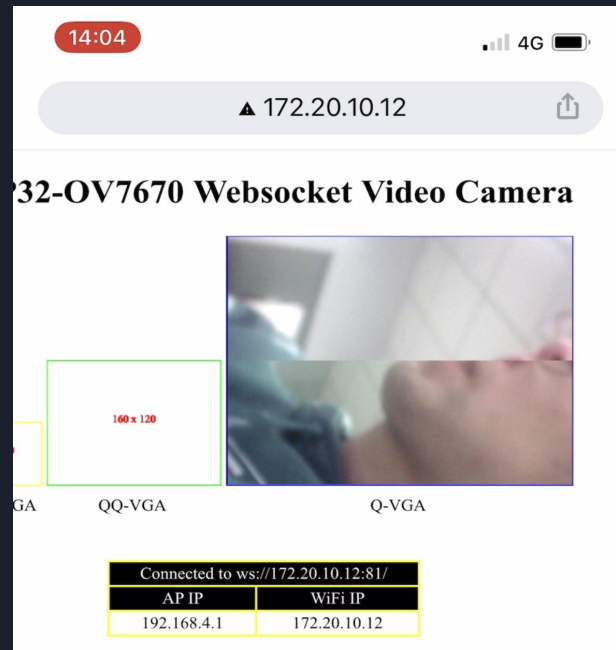 14:04
4G
172.20.10.12
P32-OV7670 Websocket Video Camera
160 x 120
GA
QQ-VGA
Q-VGA
Connected to ws://172.20.10.12:81/
AP IP
WiFi IP
192.168.4.1
172.20.10.12